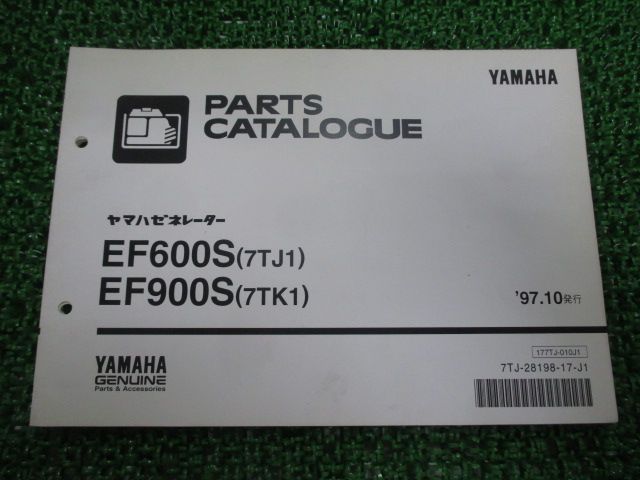 YAMAHA
PARTS
CATALOGUE
ヤマハゼネレーター
EF600S(7TJ1)
EF900S(7TK1)
'97.10発行
YAMAHA
GENUINE
Parts & Accessories
177TJ-010J1
7TJ-28198-17-J1